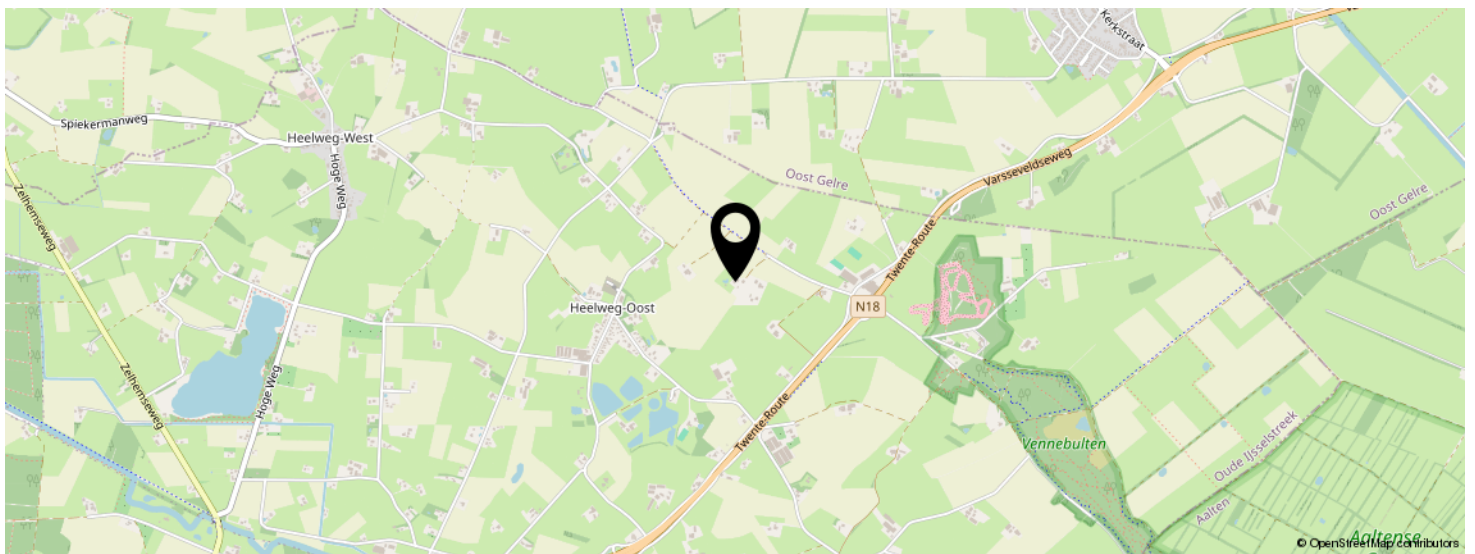 Kerkstraat
Spiekermanweg
Heelweg-West
Hoge Weg
Varsseveldseweg
Oost Gelre
Oost Gelre
Zelhemseweg
Twente-Route
Heelweg-Oost
N18
Zelhemseweg
Hoge Weg
Twente-Route
Vennebulten
Oude IJsselstreek
Aalten
Aaltense
© OpenStreetMap contributors